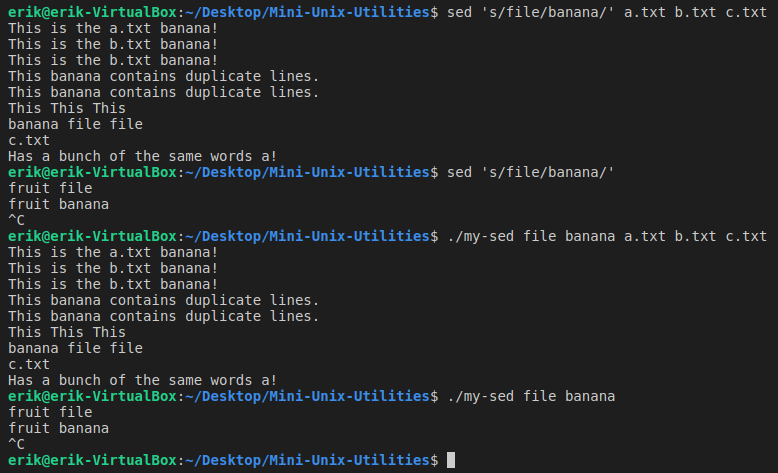 erik@erik-VirtualBox:~/Desktop/Mini-Unix-Utilities$ sed 's/file/banana/' a.txt b.txt c.txt
This is the a.txt banana!
This is the b.txt banana!
This is the b.txt banana!
This banana contains duplicate lines.
This banana contains duplicate lines.
This This This
banana file file
c.txt
Has a bunch of the same words a!
erik@erik-VirtualBox:~/Desktop/Mini-Unix-Utilities$ sed 's/file/banana/'
fruit file
fruit banana
^C
erik@erik-VirtualBox:~/Desktop/Mini-Unix-Utilities$ ./my-sed file banana a.txt b.txt c.txt
This is the a.txt banana!
This is the b.txt banana!
This is the b.txt banana!
This banana contains duplicate lines.
This banana contains duplicate lines.
This This This
banana file file
c.txt
Has a bunch of the same words a!
erik@erik-VirtualBox:~/Desktop/Mini-Unix-Utilities$ ./my-sed file banana
fruit file
fruit banana
^C
erik@erik-VirtualBox:~/Desktop/Mini-Unix-Utilities$